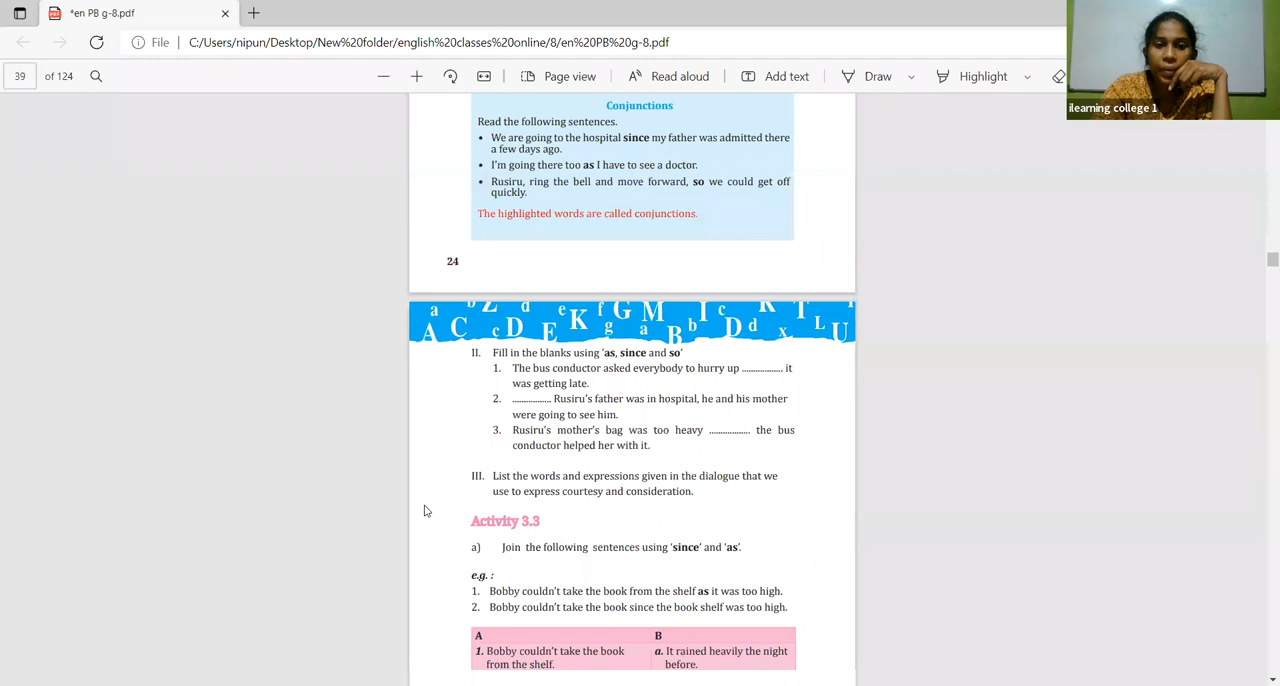 *en PB g-8.pdf
File
C:/Users/nipun/Desktop/New%20folder/english%20classes%20online/8/en%20PB%20g-8.pdf
39 of 124
Page view
Read aloud
Add text
Draw
Highlight
ilearning college 1
Conjunctions
Read the following sentences.
• We are going to the hospital since my father was admitted there
a few days ago.
• I'm going there too as I have to see a doctor.
• Rusiru, ring the bell and move forward, so we could get off
quickly.
The highlighted words are called conjunctions.
24
a b Z d e K f G M I c R T
A C c D E g a B b D d x L U
II. Fill in the blanks using 'as, since and so'
1. The bus conductor asked everybody to hurry up .................. it
was getting late.
2. ................. Rusiru's father was in hospital, he and his mother
were going to see him.
3. Rusiru's mother's bag was too heavy .................. the bus
conductor helped her with it.
III. List the words and expressions given in the dialogue that we
use to express courtesy and consideration.
Activity 3.3
a) Join the following sentences using 'since' and 'as'.
e.g. :
1. Bobby couldn't take the book from the shelf as it was too high.
2. Bobby couldn't take the book since the book shelf was too high.
A B
1. Bobby couldn't take the book a. It rained heavily the night
from the shelf. before.